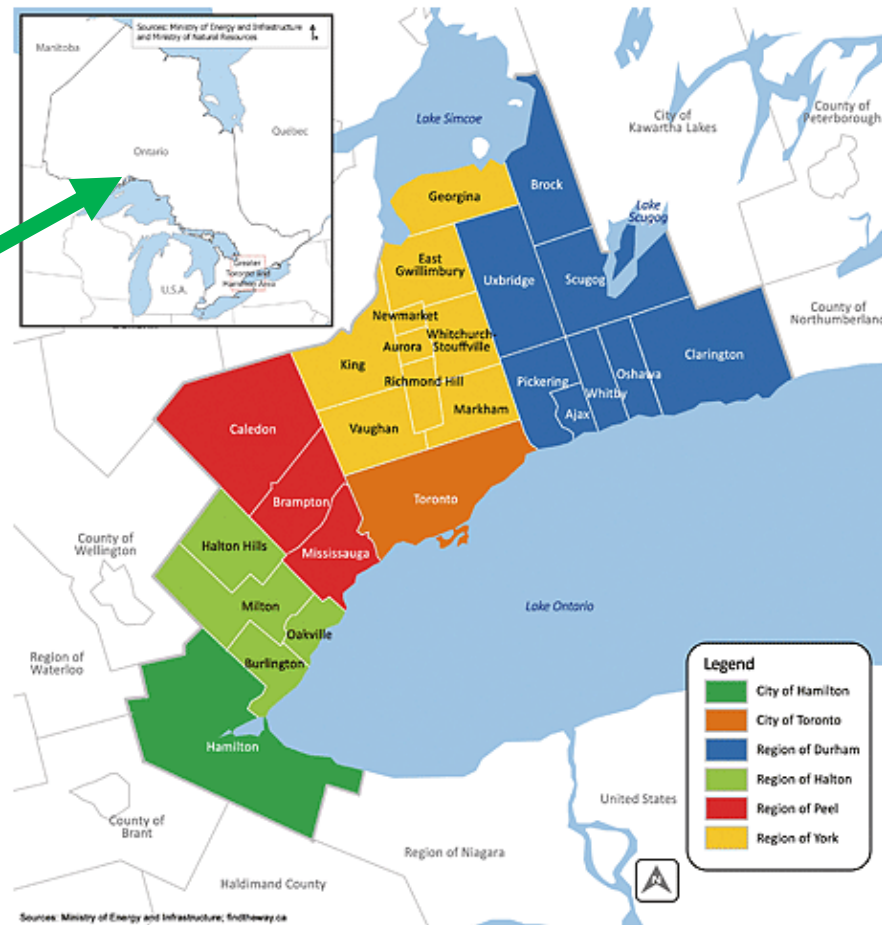 Sources: Ministry of Energy and Infrastructure
and Ministry of Natural Resources
Manitoba
Ontario
Québec
U.S.A.
Greater
Toronto and
Hamilton Area
Lake Simcoe
City of
Kawartha Lakes
County of
Peterborough
Georgina
Brock
Lake
Scugog
East
Gwillimbury
Uxbridge
Scugog
County of
Northumberland
Newmarket
Whitchurch-
Stouffville
Aurora
King
Richmond Hill
Pickering
Ajax
Whitby
Oshawa
Clarington
Vaughan
Markham
Caledon
Brampton
Toronto
Mississauga
County of
Wellington
Halton Hills
Milton
Oakville
Burlington
Lake Ontario
Region of
Waterloo
Hamilton
County of
Brant
Haldimand County
Region of Niagara
United States
Legend
City of Hamilton
City of Toronto
Region of Durham
Region of Halton
Region of Peel
Region of York
N
Sources: Ministry of Energy and Infrastructure; findtheway.ca